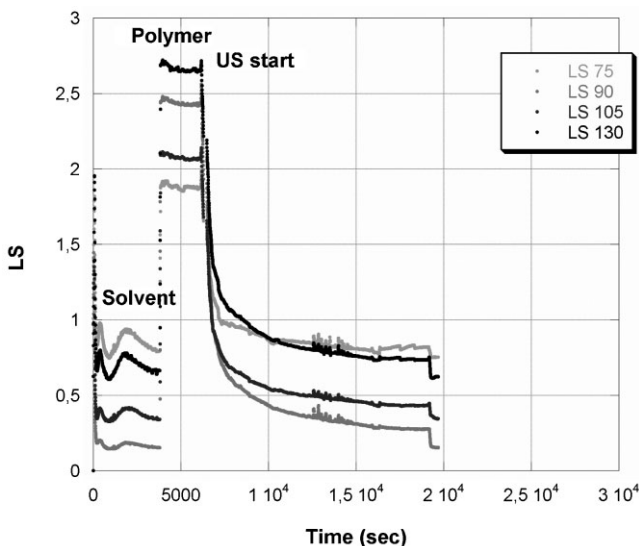 3
Polymer
US start
LS 75
LS 90
LS 105
LS 130
2,5
2
1,5
LS
Solvent
1
0,5
0
0
5000
1 10⁴
1,5 10⁴
2 10⁴
2,5 10⁴
3 10⁴
Time (sec)